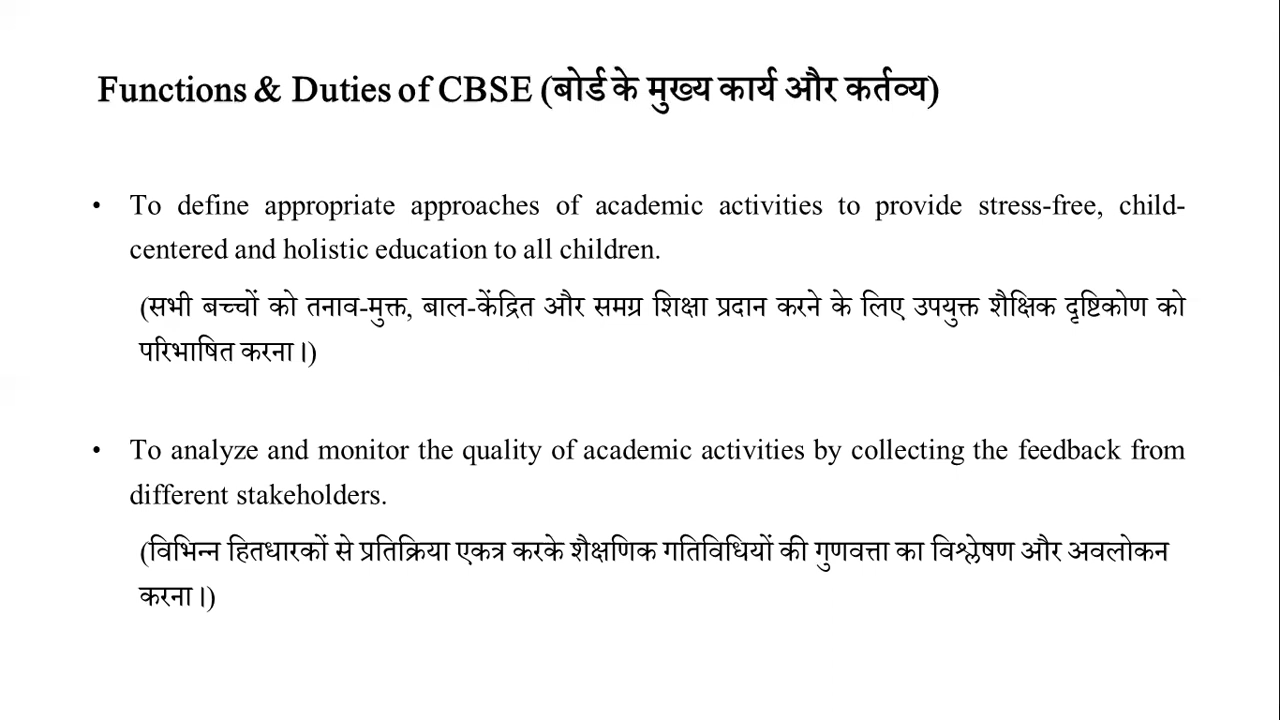 Functions & Duties of CBSE (बोर्ड के मुख्य कार्य और कर्तव्य)
• To define appropriate approaches of academic activities to provide stress-free, child-
centered and holistic education to all children.
(सभी बच्चों को तनाव-मुक्त, बाल-केंद्रित और समग्र शिक्षा प्रदान करने के लिए उपयुक्त शैक्षिक दृष्टिकोण को
परिभाषित करना।)
• To analyze and monitor the quality of academic activities by collecting the feedback from
different stakeholders.
(विभिन्न हितधारकों से प्रतिक्रिया एकत्र करके शैक्षणिक गतिविधियों की गुणवत्ता का विश्लेषण और अवलोकन
करना।)